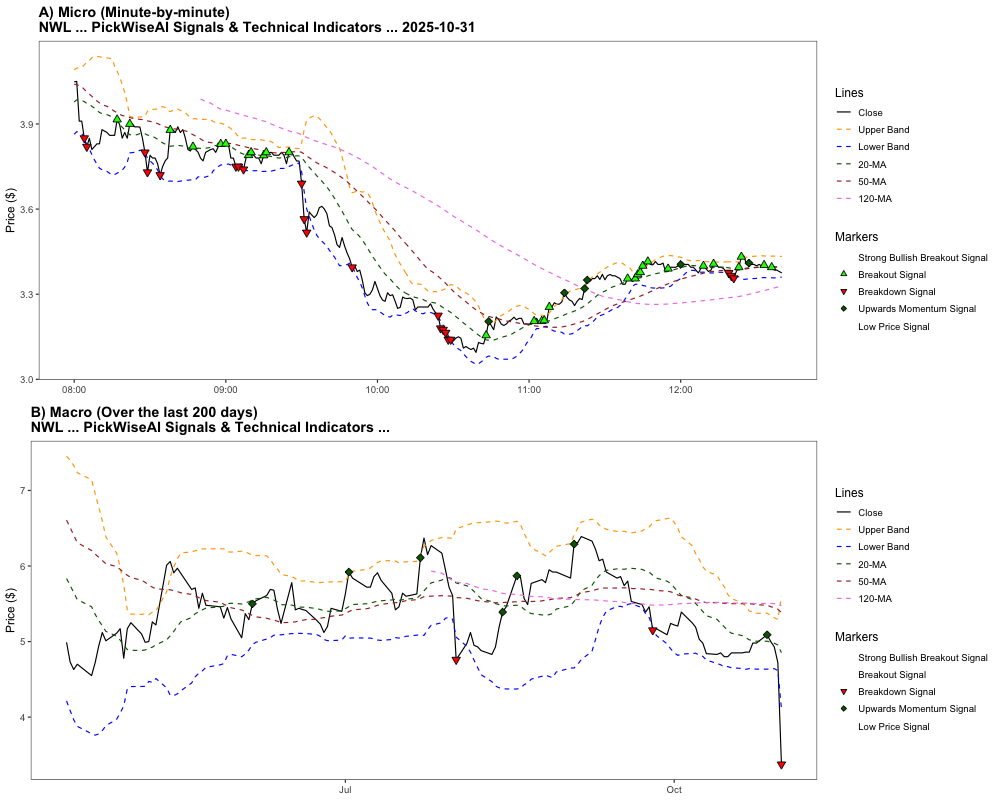 A) Micro (Minute-by-minute)
NWL ... PickWiseAI Signals & Technical Indicators ... 2025-10-31
Price ($)
3.9
3.6
3.3
3.0
08:00 09:00 10:00 11:00 12:00
Lines
Close
Upper Band
Lower Band
20-MA
50-MA
120-MA
Markers
Strong Bullish Breakout Signal
Breakout Signal
Breakdown Signal
Upwards Momentum Signal
Low Price Signal
B) Macro (Over the last 200 days)
NWL ... PickWiseAI Signals & Technical Indicators ...
Price ($)
7
6
5
4
Jul Oct
Lines
Close
Upper Band
Lower Band
20-MA
50-MA
120-MA
Markers
Strong Bullish Breakout Signal
Breakout Signal
Breakdown Signal
Upwards Momentum Signal
Low Price Signal